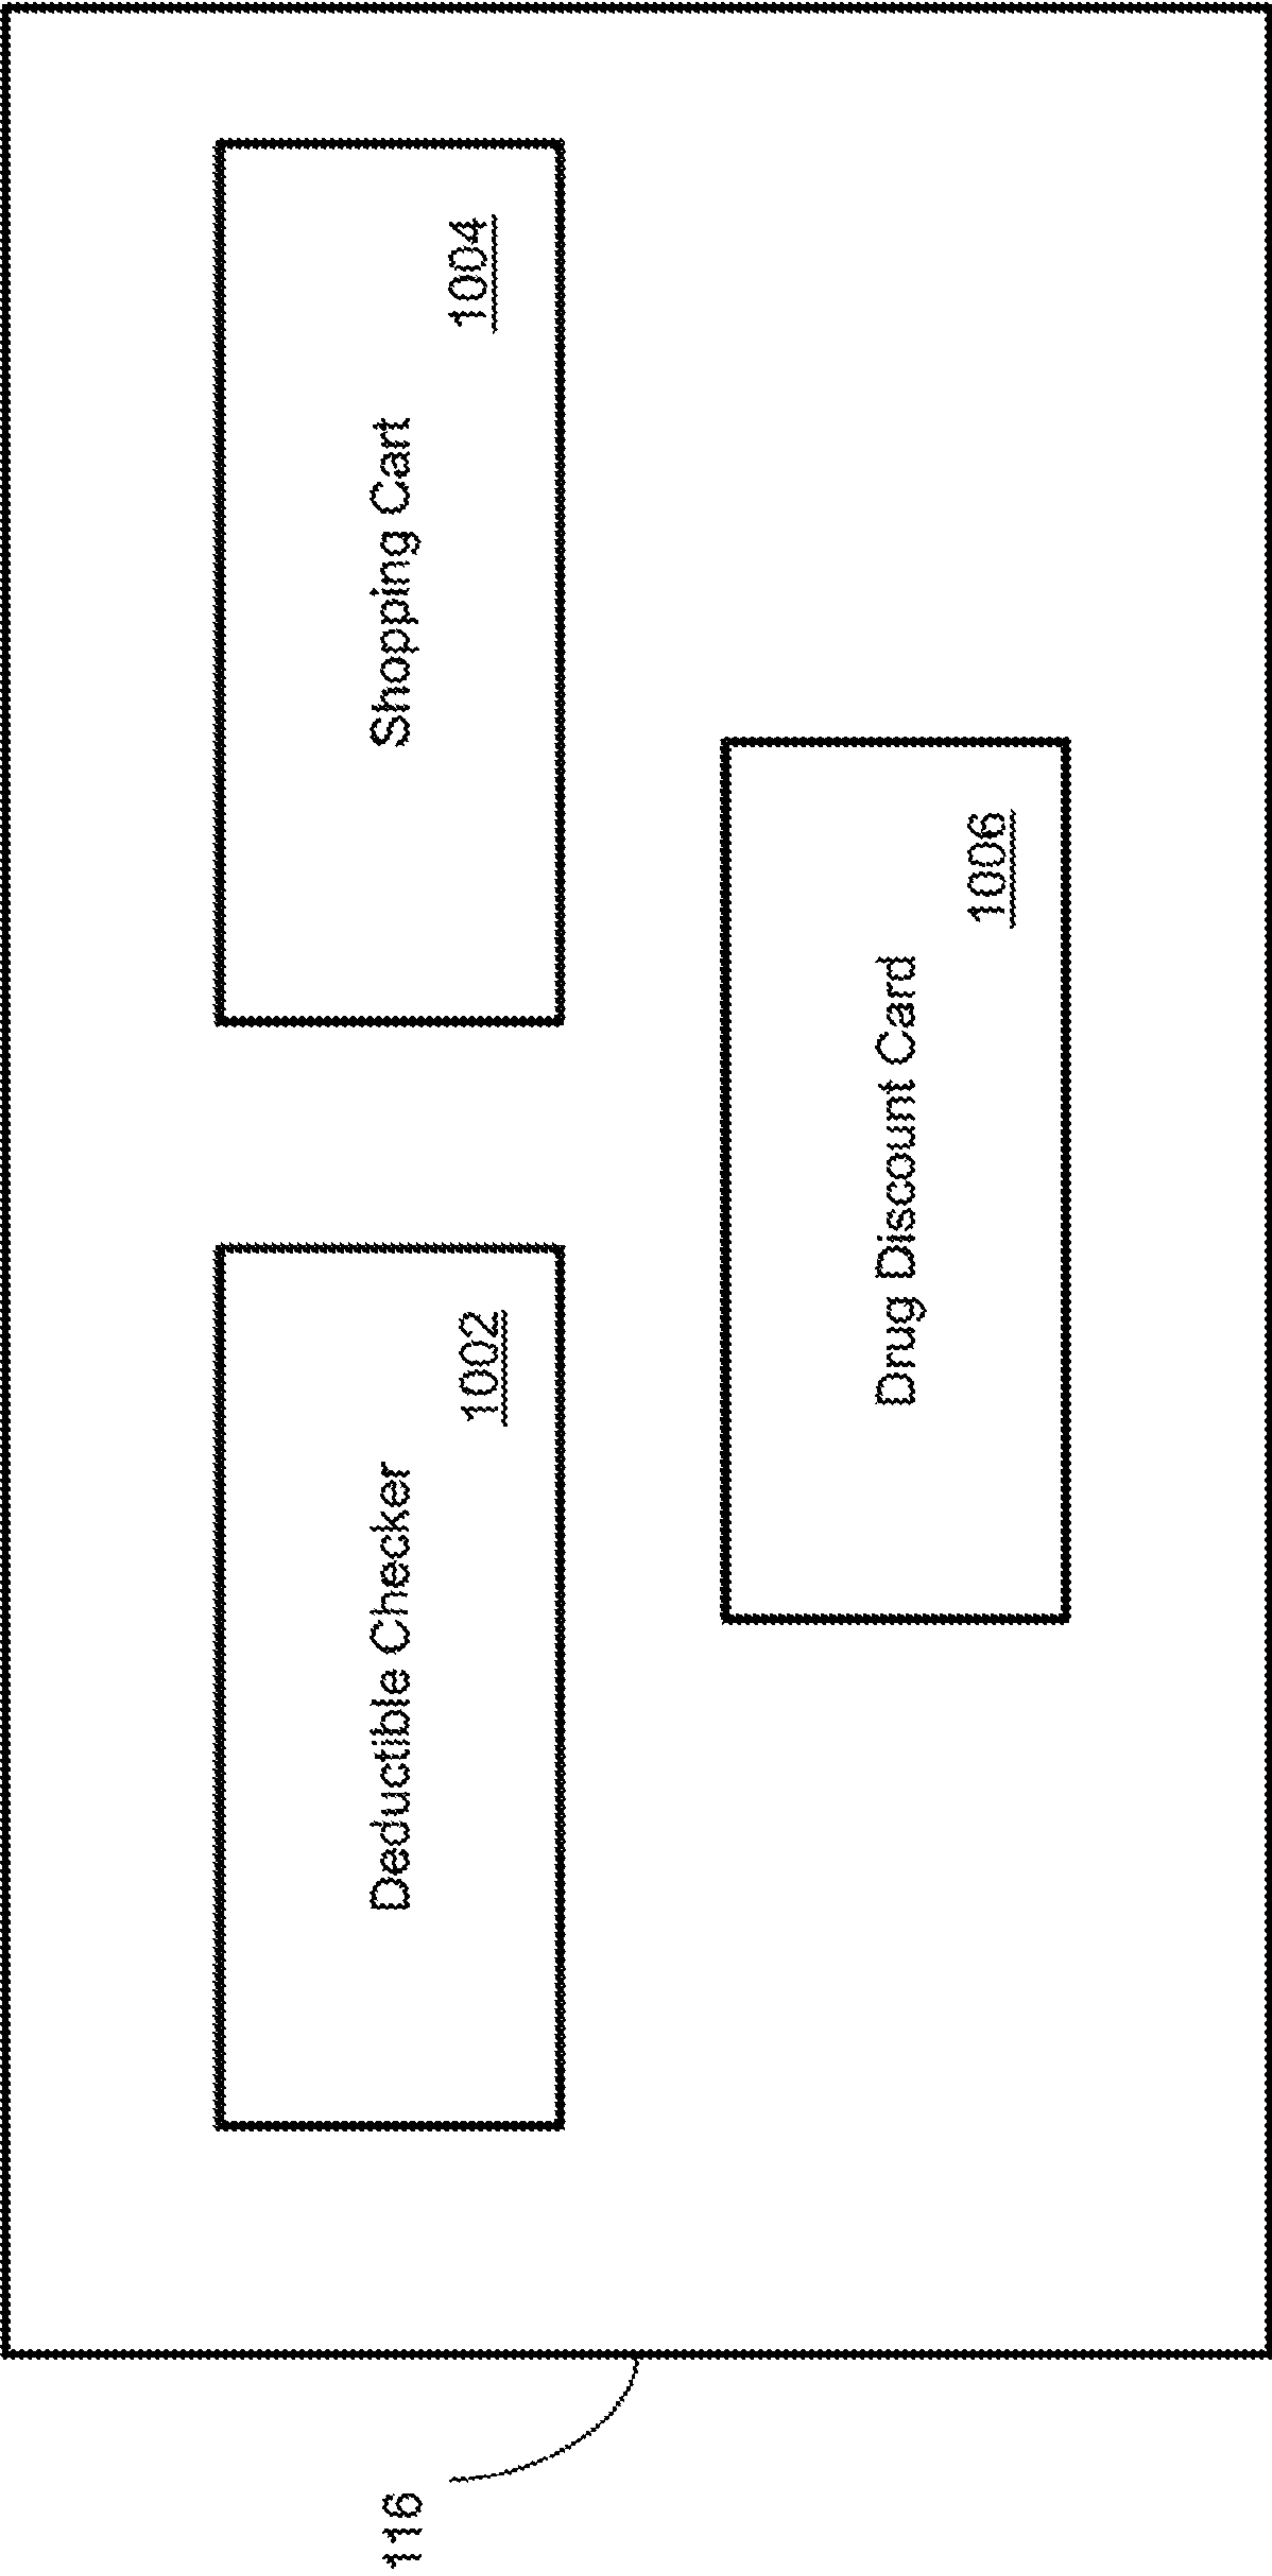 116
Deductible Checker
1002
Shopping Cart
1004
Drug Discount Card
1006